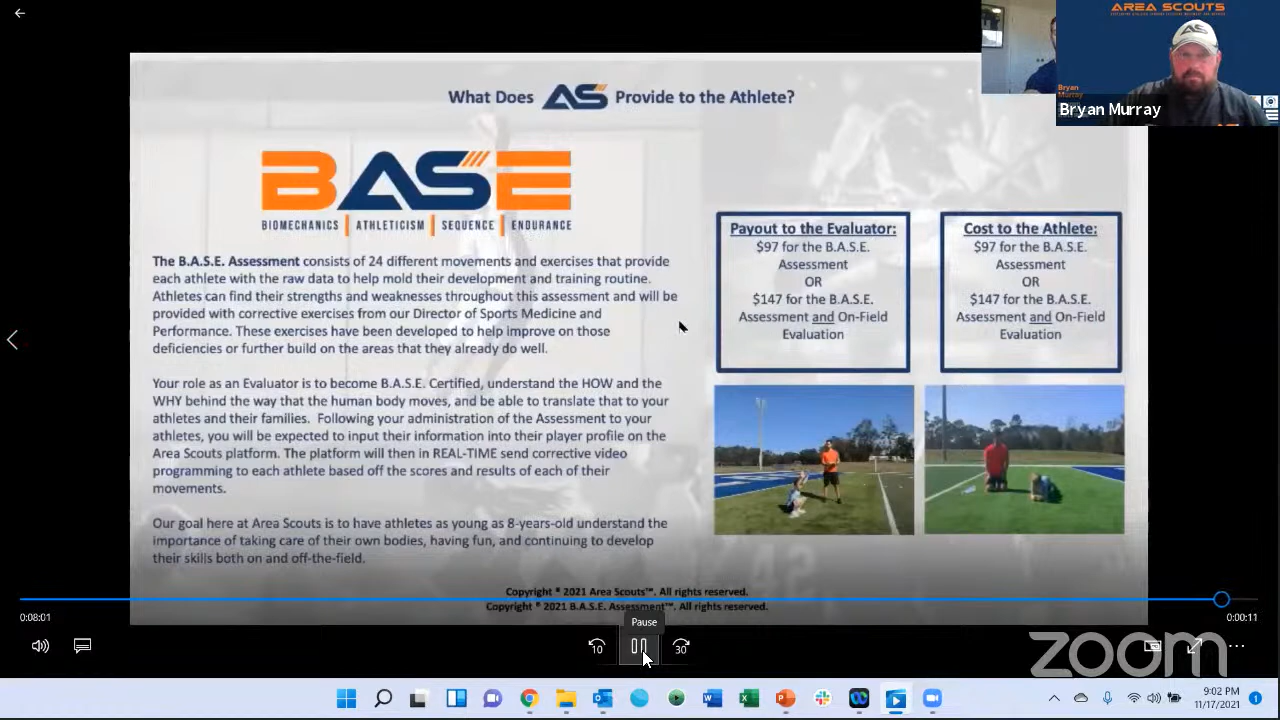 AREA SCOUTS
AS
Bryan
Murray
Bryan Murray
What Does AS Provide to the Athlete?
BASE
BIOMECHANICS | ATHLETICISM | SEQUENCE | ENDURANCE
The B.A.S.E. Assessment consists of 24 different movements and exercises that provide
each athlete with the raw data to help mold their development and training routine.
Athletes can find their strengths and weaknesses throughout this assessment and will be
provided with corrective exercises from our Director of Sports Medicine and
Performance. These exercises have been developed to help improve on those
deficiencies or further build on the areas that they already do well.
Your role as an Evaluator is to become B.A.S.E. Certified, understand the HOW and the
WHY behind the way that the human body moves, and be able to translate that to your
athletes and their families. Following your administration of the Assessment to your
athletes, you will be expected to input their information into their player profile on the
Area Scouts platform. The platform will then in REAL-TIME send corrective video
programming to each athlete based off the scores and results of each of their
movements.
Our goal here at Area Scouts is to have athletes as young as 8-years-old understand the
importance of taking care of their own bodies, having fun, and continuing to develop
their skills both on and off-the-field.
Payout to the Evaluator:
$97 for the B.A.S.E.
Assessment
OR
$147 for the B.A.S.E.
Assessment and On-Field
Evaluation
Cost to the Athlete:
$97 for the B.A.S.E.
Assessment
OR
$147 for the B.A.S.E.
Assessment and On-Field
Evaluation
Copyright © 2021 Area Scouts™. All rights reserved.
Copyright © 2021 B.A.S.E. Assessment™. All rights reserved.
0:08:01
0:00:11
Pause
10
30
zoom
9:02 PM
11/17/2021
1